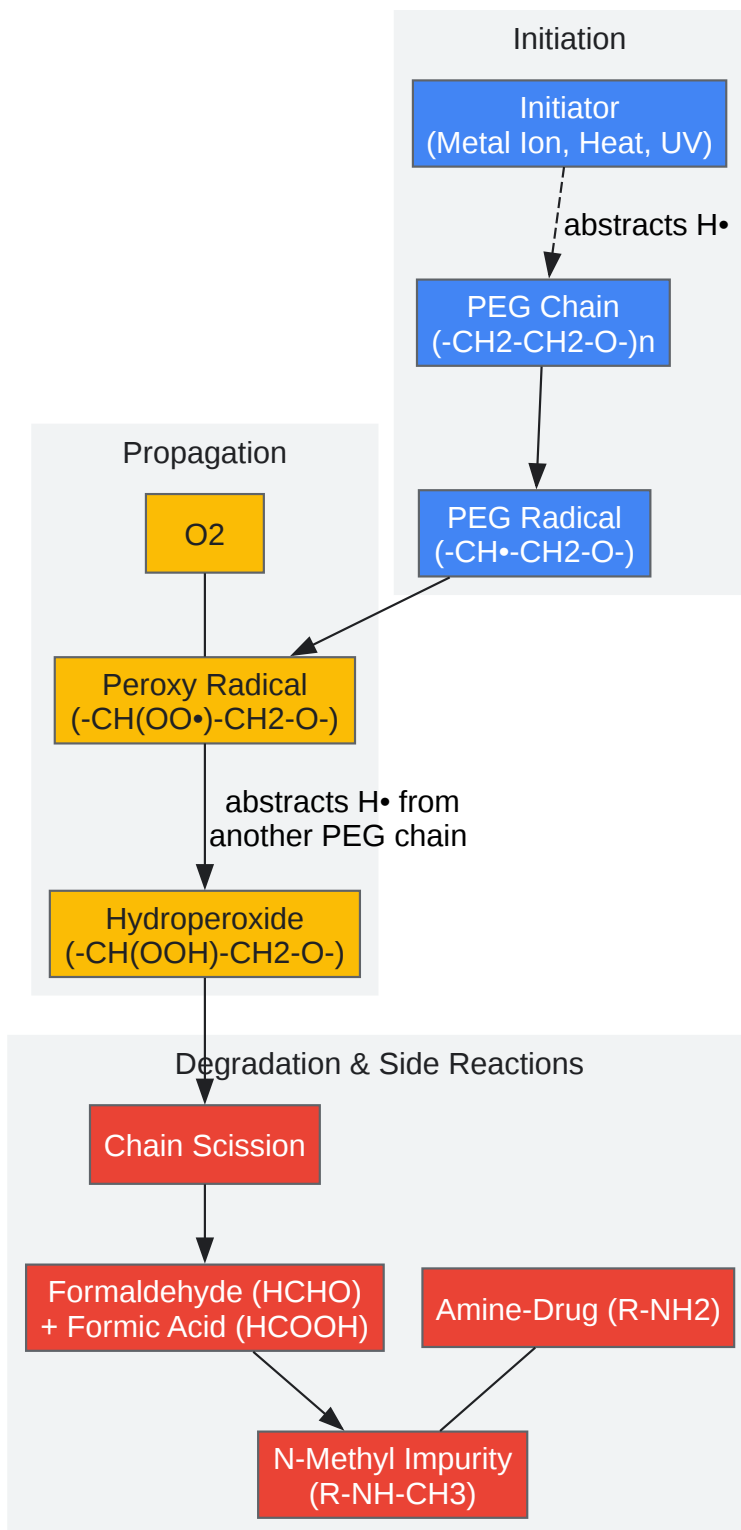 Initiation
Initiator
(Metal Ion, Heat, UV)
abstracts H•
PEG Chain
(-CH2-CH2-O-)n
PEG Radical
(-CH•-CH2-O-)
Propagation
O2
Peroxy Radical
(-CH(OO•)-CH2-O-)
abstracts H• from
another PEG chain
Hydroperoxide
(-CH(OOH)-CH2-O-)
Degradation & Side Reactions
Chain Scission
Formaldehyde (HCHO)
+ Formic Acid (HCOOH)
Amine-Drug (R-NH2)
N-Methyl Impurity
(R-NH-CH3)